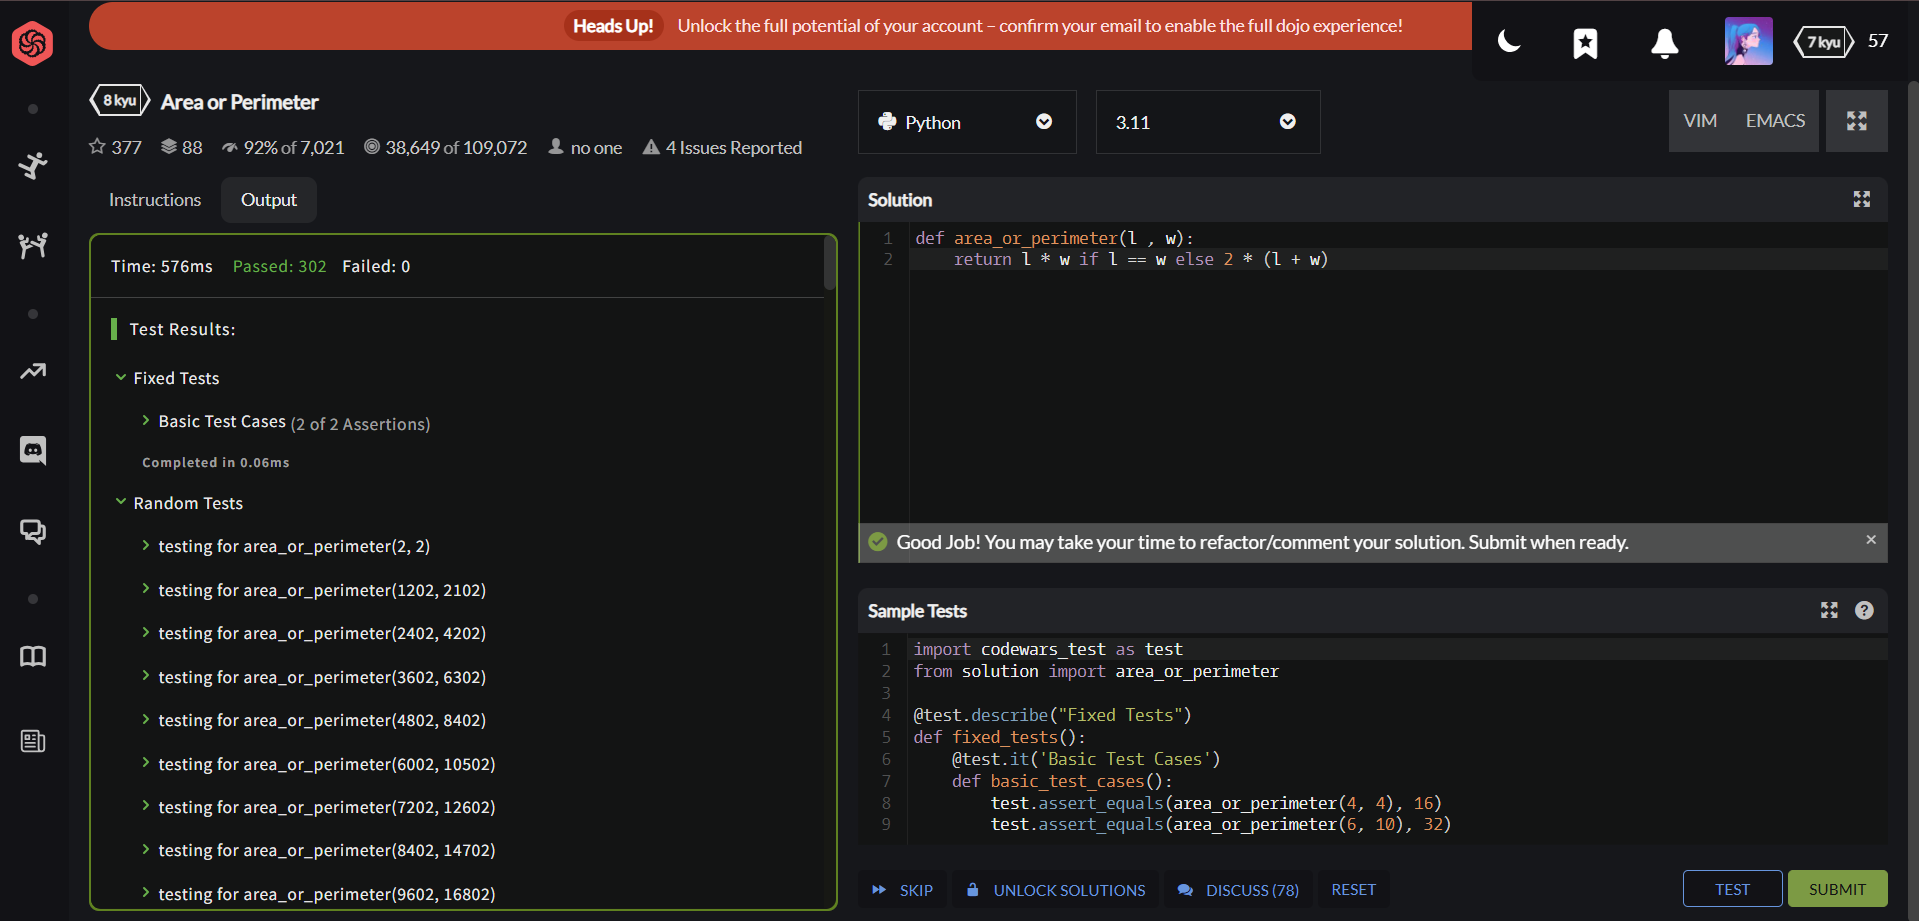 Heads Up! Unlock the full potential of your account – confirm your email to enable the full dojo experience!
7 kyu 57
8 kyu Area or Perimeter
377 88 92% of 7,021 38,649 of 109,072 no one 4 Issues Reported
Instructions Output
Time: 576ms Passed: 302 Failed: 0
Test Results:
Fixed Tests
Basic Test Cases (2 of 2 Assertions)
Completed in 0.06ms
Random Tests
testing for area_or_perimeter(2, 2)
testing for area_or_perimeter(1202, 2102)
testing for area_or_perimeter(2402, 4202)
testing for area_or_perimeter(3602, 6302)
testing for area_or_perimeter(4802, 8402)
testing for area_or_perimeter(6002, 10502)
testing for area_or_perimeter(7202, 12602)
testing for area_or_perimeter(8402, 14702)
testing for area_or_perimeter(9602, 16802)
Python 3.11 VIM EMACS
Solution
1 def area_or_perimeter(l , w):
2     return l * w if l == w else 2 * (l + w)
Good Job! You may take your time to refactor/comment your solution. Submit when ready. ×
Sample Tests ?
1 import codewars_test as test
2 from solution import area_or_perimeter
3
4 @test.describe("Fixed Tests")
5 def fixed_tests():
6     @test.it('Basic Test Cases')
7     def basic_test_cases():
8         test.assert_equals(area_or_perimeter(4, 4), 16)
9         test.assert_equals(area_or_perimeter(6, 10), 32)
SKIP UNLOCK SOLUTIONS DISCUSS (78) RESET TEST SUBMIT